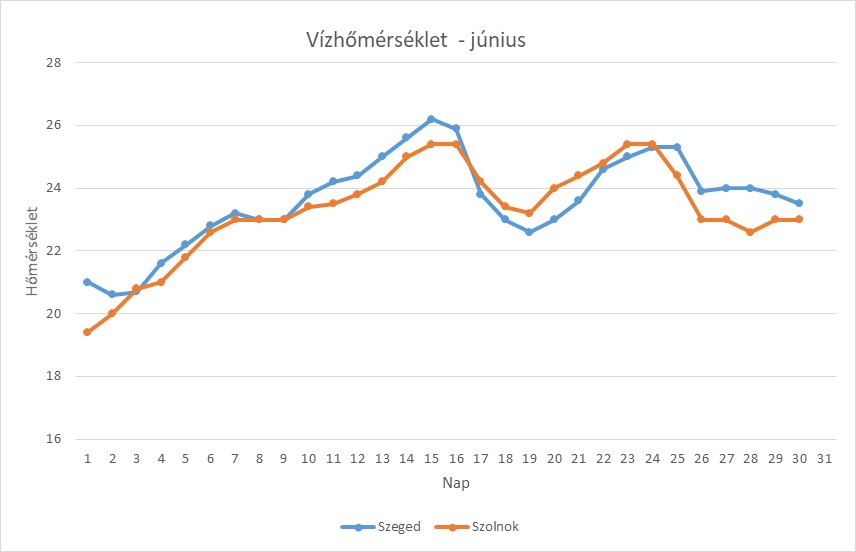 Vízhőmérséklet - június
28
26
24
22
20
18
16
Hőmérséklet
1 2 3 4 5 6 7 8 9 10 11 12 13 14 15 16 17 18 19 20 21 22 23 24 25 26 27 28 29 30 31
Nap
Szeged Szolnok